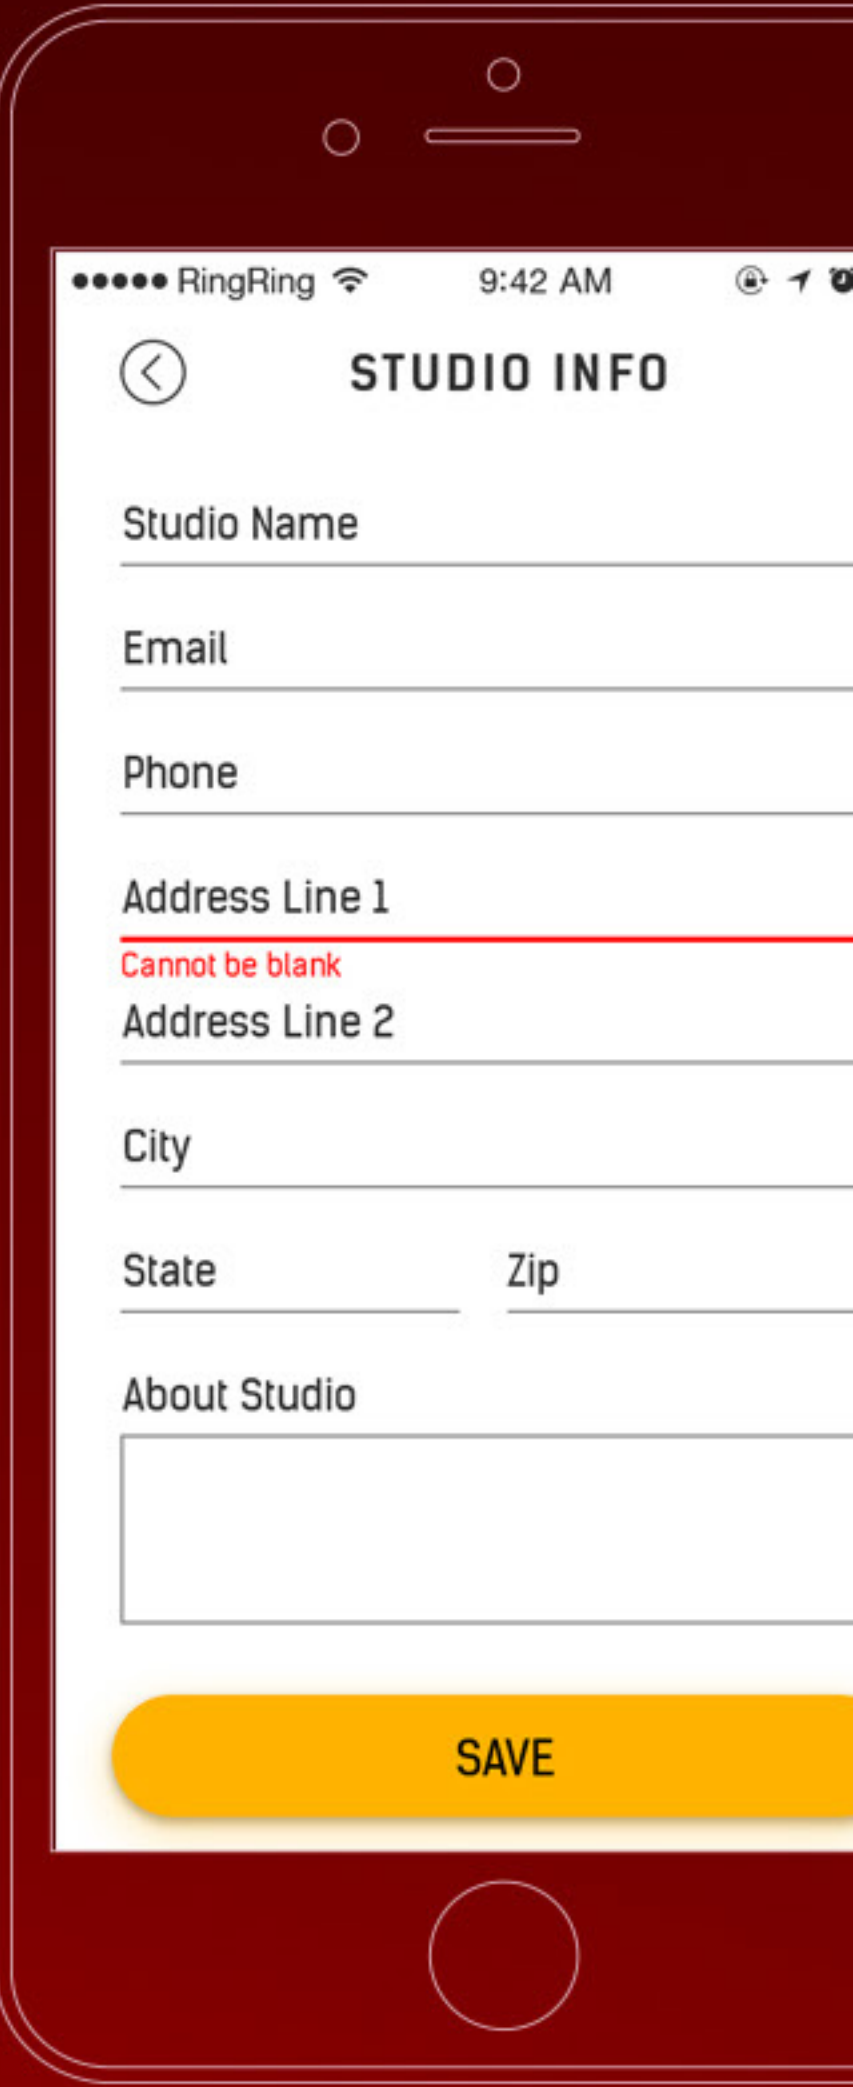 RingRing 9:42 AM
STUDIO INFO
Studio Name
Email
Phone
Address Line 1
Cannot be blank
Address Line 2
City
State Zip
About Studio
SAVE